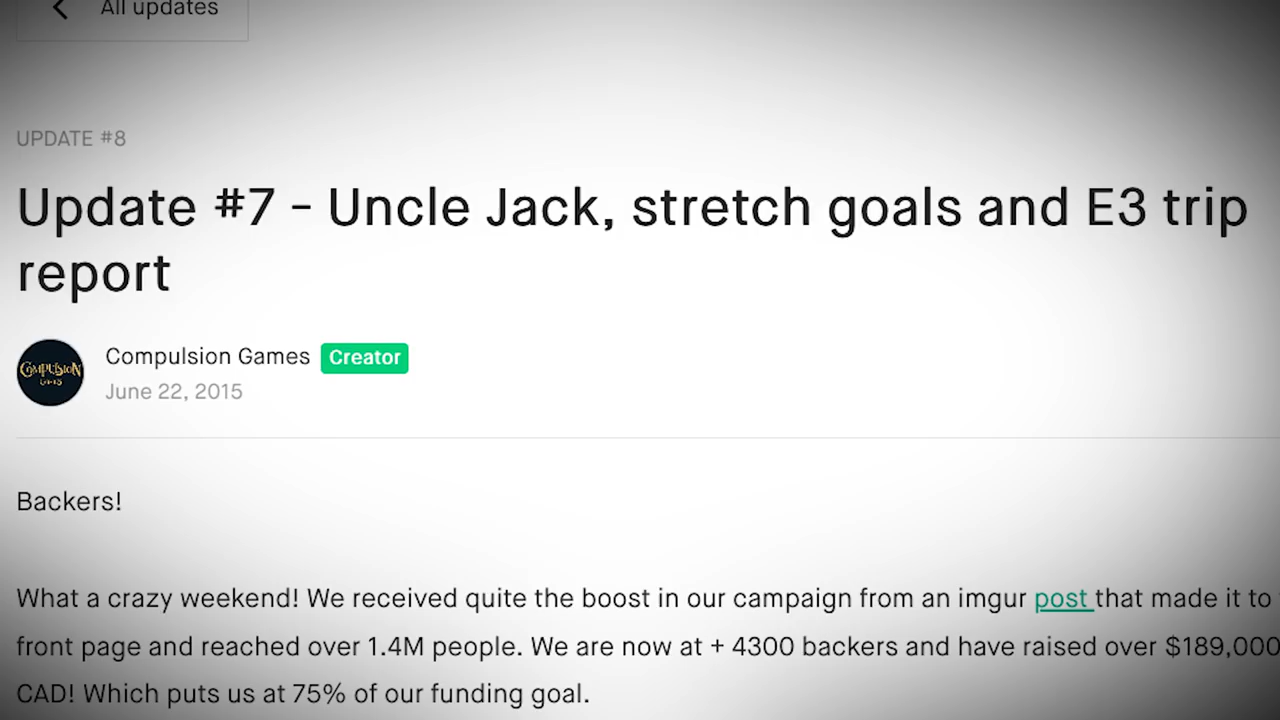 All updates
UPDATE #8
Update #7 - Uncle Jack, stretch goals and E3 trip
report
COMPULSION
GAMES
Compulsion Games Creator
June 22, 2015
Backers!
What a crazy weekend! We received quite the boost in our campaign from an imgur post that made it to
front page and reached over 1.4M people. We are now at + 4300 backers and have raised over $189,000
CAD! Which puts us at 75% of our funding goal.